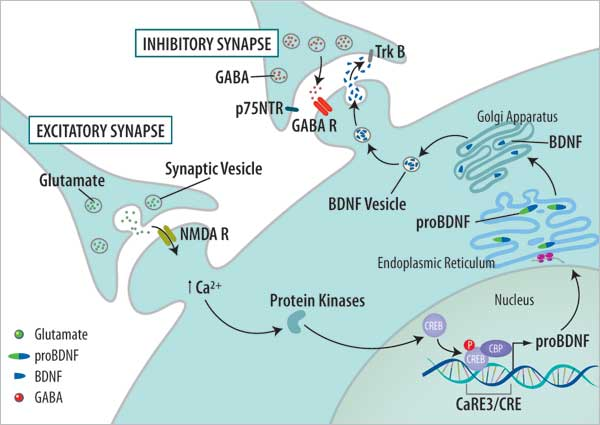 INHIBITORY SYNAPSE
Trk B
GABA
p75NTR
GABA R
Golgi Apparatus
BDNF
EXCITATORY SYNAPSE
Synaptic Vesicle
Glutamate
BDNF Vesicle
proBDNF
NMDA R
Endoplasmic Reticulum
↑Ca2+
Protein Kinases
Nucleus
CREB
P
CREB
CBP
proBDNF
CaRE3/CRE
Glutamate
proBDNF
BDNF
GABA